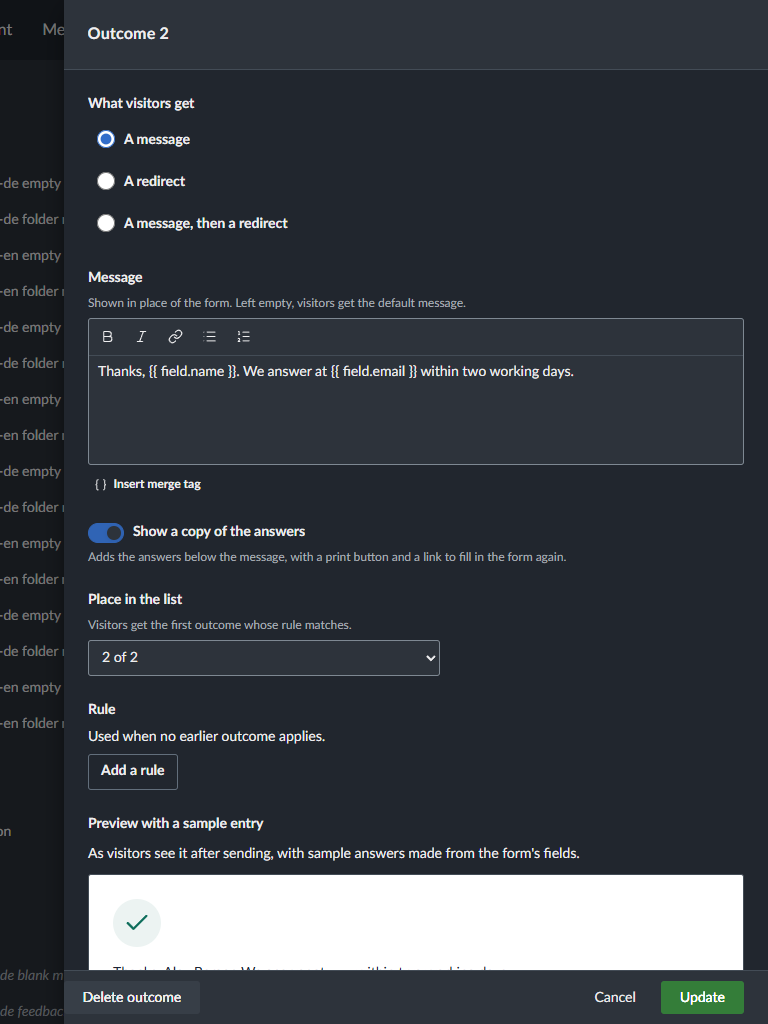 nt
Me
Outcome 2
What visitors get
A message
A redirect
A message, then a redirect
Message
Shown in place of the form. Left empty, visitors get the default message.
Thanks, {{ field.name }}. We answer at {{ field.email }} within two working days.
{ } Insert merge tag
Show a copy of the answers
Adds the answers below the message, with a print button and a link to fill in the form again.
Place in the list
Visitors get the first outcome whose rule matches.
2 of 2
Rule
Used when no earlier outcome applies.
Add a rule
Preview with a sample entry
As visitors see it after sending, with sample answers made from the form's fields.
Delete outcome
Cancel
Update
-de empty
-de folder
-en empty
-en folder
-de empty
-de folder
-en empty
-en folder
-de empty
-de folder
-en empty
-en folder
-de empty
-de folder
-en empty
-en folder
on
de blank
de feedbac